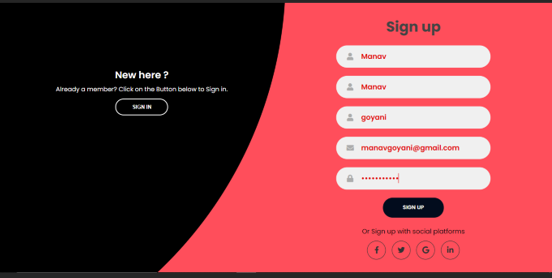 New here ?
Already a member? Click on the Button below to Sign in.
SIGN IN
Sign up
Manav
Manav
goyani
manavgoyani@gmail.com
•••••••••••
SIGN UP
Or Sign up with social platforms